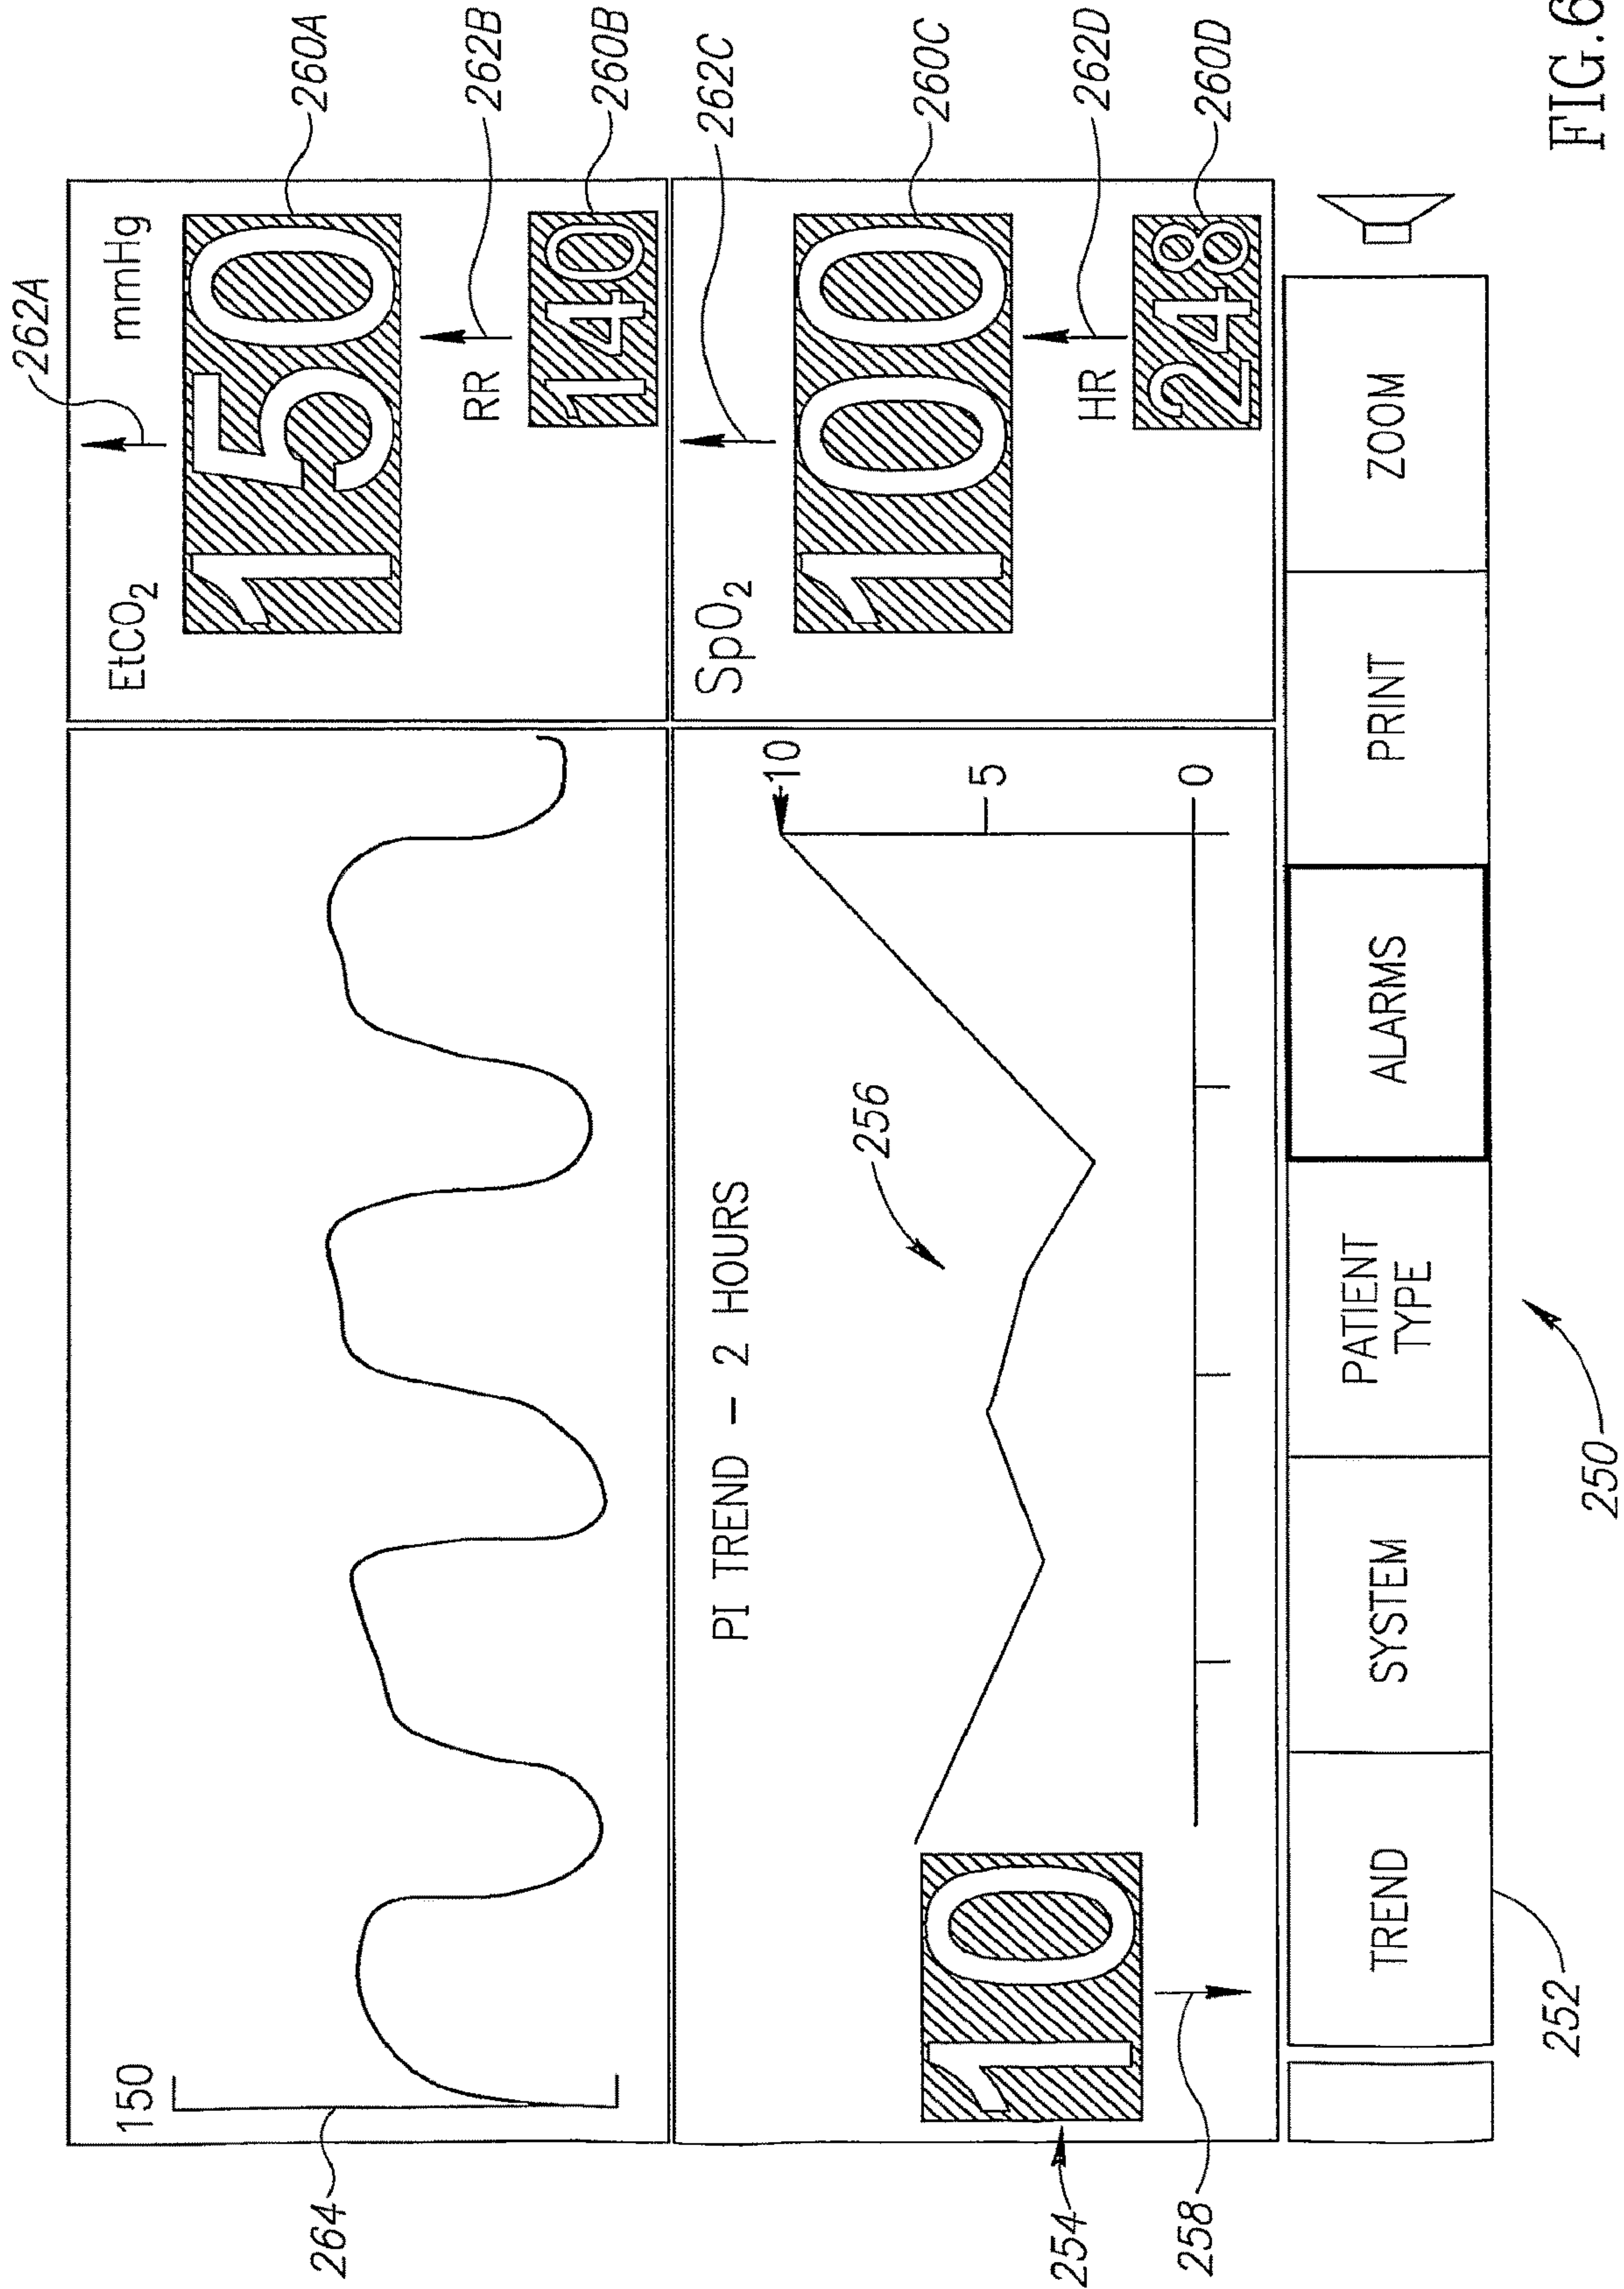 262A
150
EtCO2 mmHg
150
260A
264
RR
262B
140
260B
262C
PI TREND – 2 HOURS
SpO2
10
100
260C
256
5
HR
262D
10
254
0
248
260D
258
TREND
SYSTEM
PATIENT
TYPE
ALARMS
PRINT
ZOOM
252
250
FIG.6